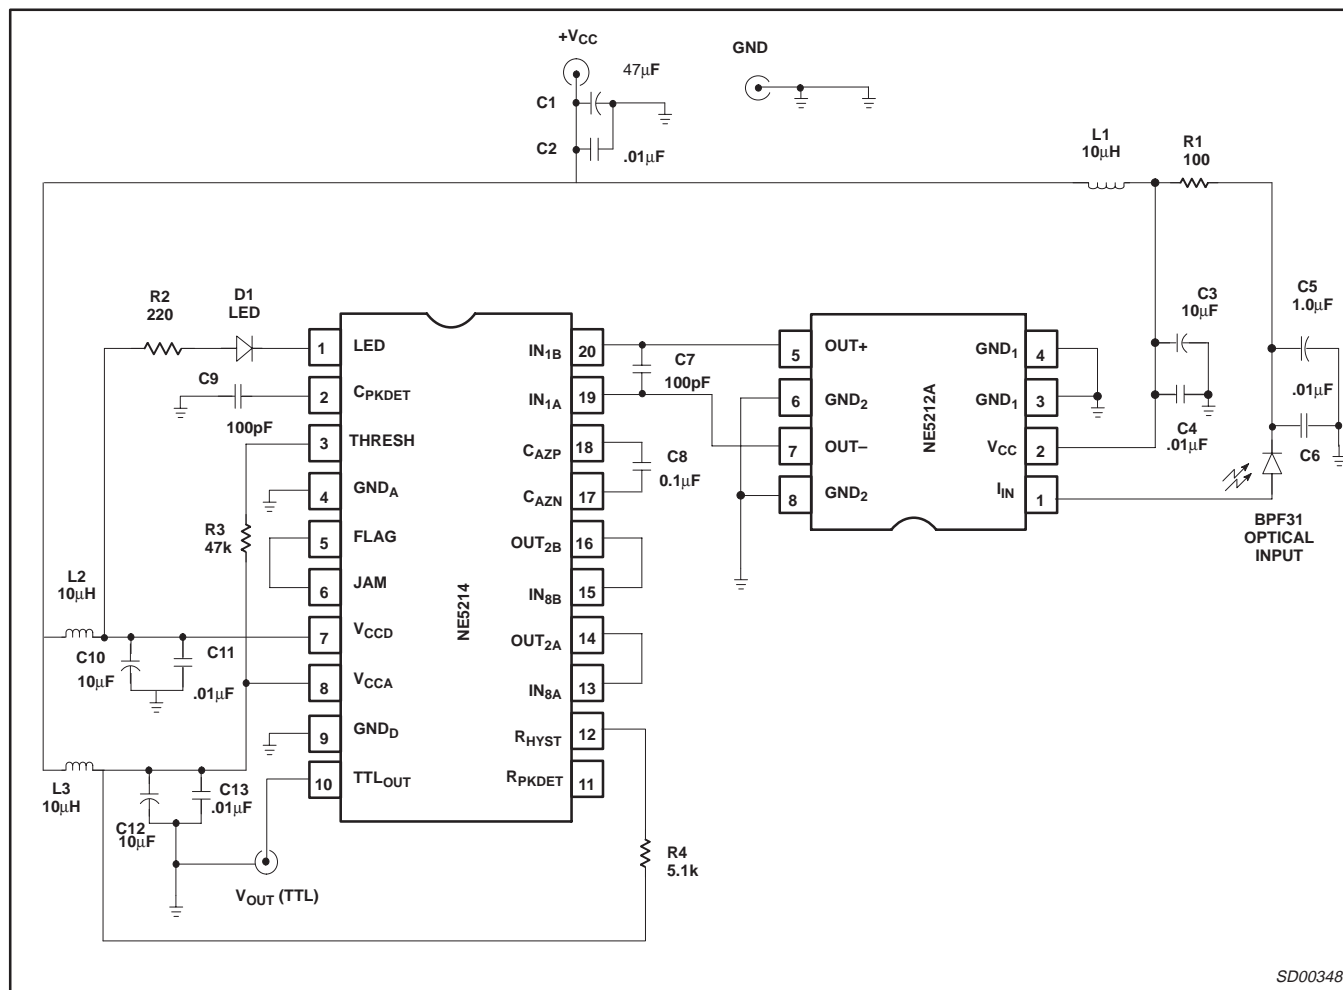 +VCC
GND
47μF
C1
C2
.01μF
L1
10μH
R1
100
R2
220
D1
LED
C3
10μF
C5
1.0μF
C4
.01μF
.01μF
C6
C9
100pF
C7
100pF
C8
0.1μF
R3
47k
L2
10μH
C10
10μF
C11
.01μF
L3
10μH
C12
10μF
C13
.01μF
VOUT (TTL)
R4
5.1k
BPF31
OPTICAL
INPUT
NE5214
1 LED
2 CPKDET
3 THRESH
4 GNDA
5 FLAG
6 JAM
7 VCCD
8 VCCA
9 GNDD
10 TTLOUT
IN1B 20
IN1A 19
CAZP 18
CAZN 17
OUT2B 16
IN8B 15
OUT2A 14
IN8A 13
RHYST 12
RPKDET 11
NE5212A
5 OUT+
6 GND2
7 OUT–
8 GND2
GND1 4
GND1 3
VCC 2
IIN 1
SD00348